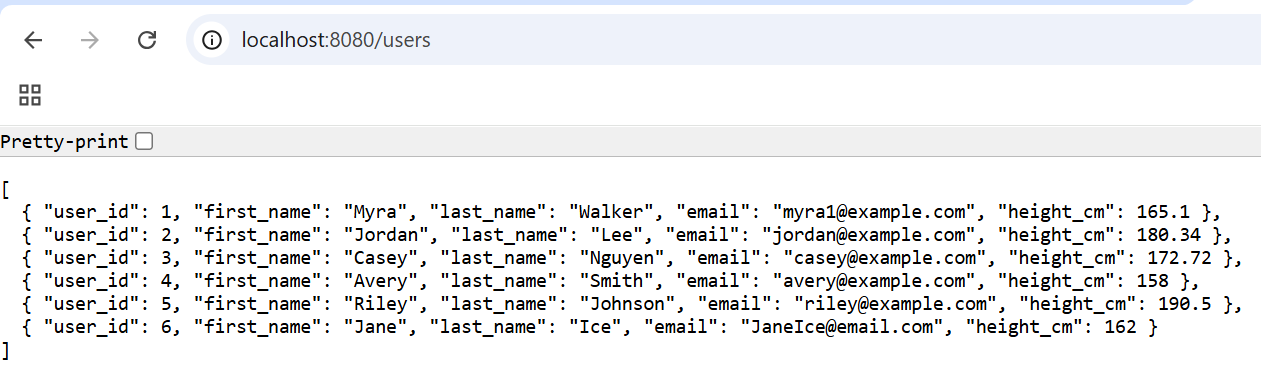 localhost:8080/users
Pretty-print
[
  { "user_id": 1, "first_name": "Myra", "last_name": "Walker", "email": "myra1@example.com", "height_cm": 165.1 },
  { "user_id": 2, "first_name": "Jordan", "last_name": "Lee", "email": "jordan@example.com", "height_cm": 180.34 },
  { "user_id": 3, "first_name": "Casey", "last_name": "Nguyen", "email": "casey@example.com", "height_cm": 172.72 },
  { "user_id": 4, "first_name": "Avery", "last_name": "Smith", "email": "avery@example.com", "height_cm": 158 },
  { "user_id": 5, "first_name": "Riley", "last_name": "Johnson", "email": "riley@example.com", "height_cm": 190.5 },
  { "user_id": 6, "first_name": "Jane", "last_name": "Ice", "email": "JaneIce@email.com", "height_cm": 162 }
]